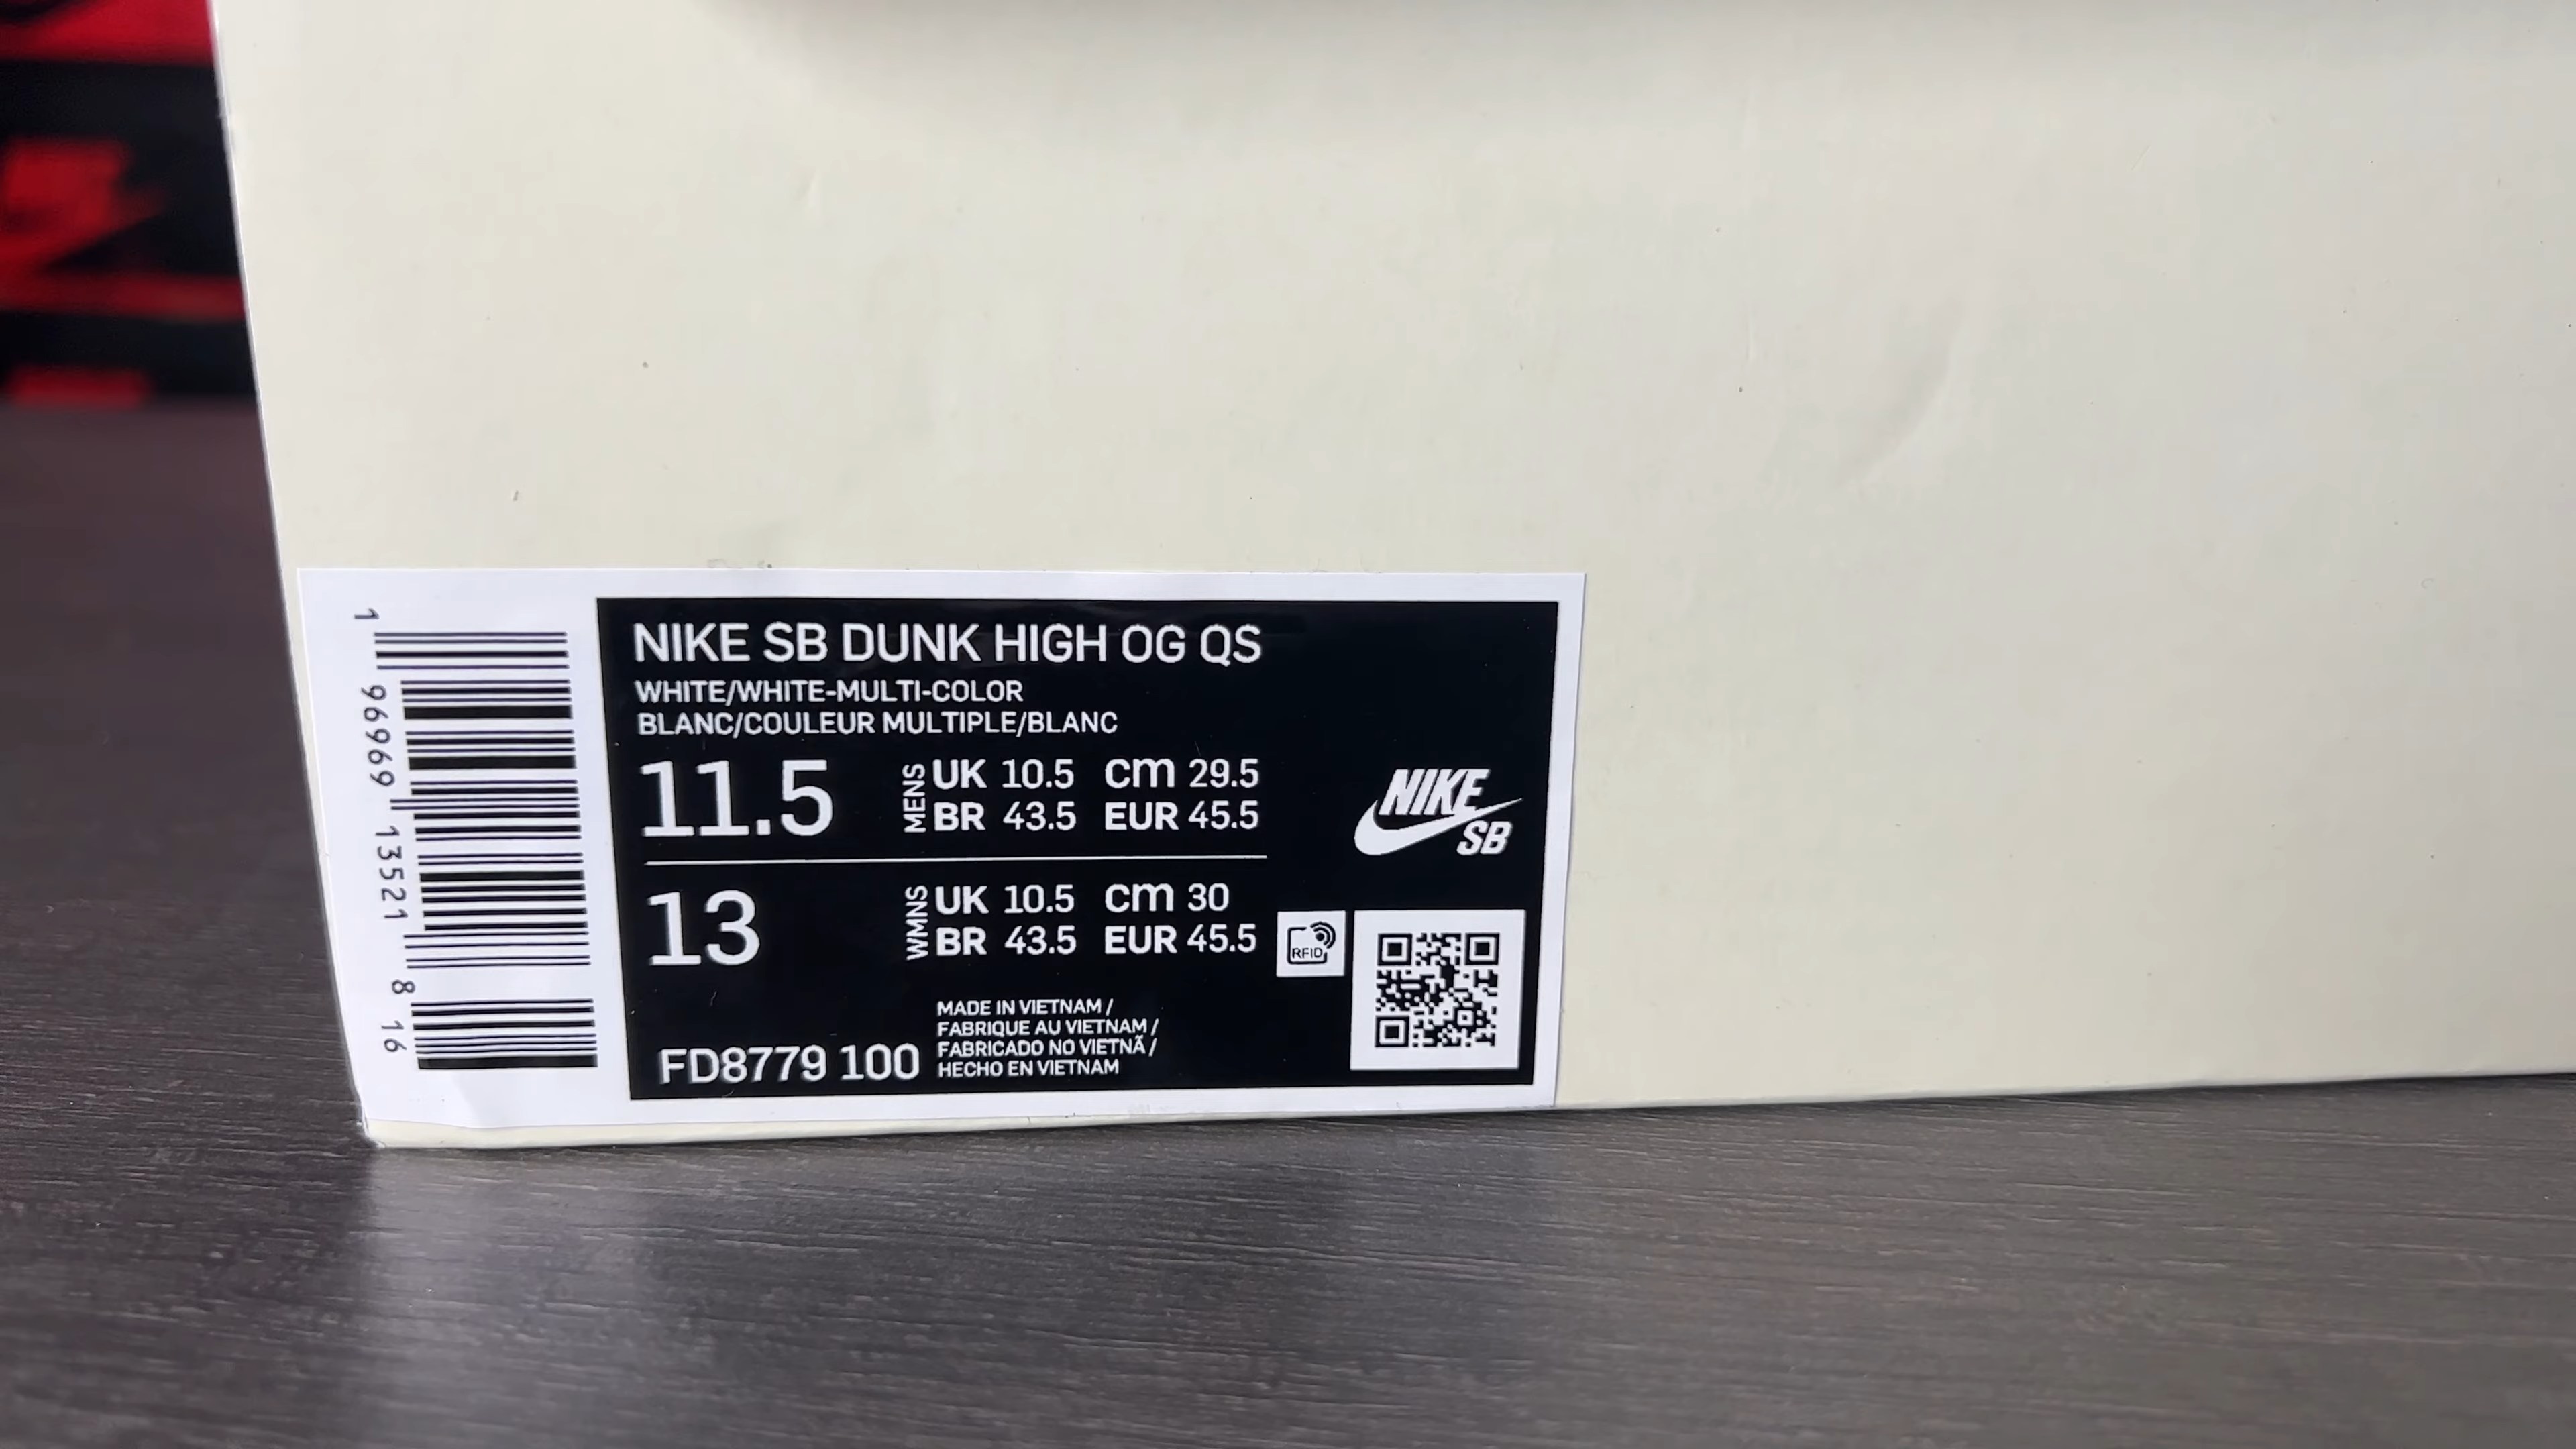 NIKE SB DUNK HIGH OG QS
WHITE/WHITE-MULTI-COLOR
BLANC/COULEUR MULTIPLE/BLANC
11.5 MENS UK 10.5 cm 29.5
BR 43.5 EUR 45.5
13 WMNS UK 10.5 cm 30
BR 43.5 EUR 45.5
NIKE
SB
RFID
MADE IN VIETNAM /
FABRIQUE AU VIETNAM /
FABRICADO NO VIETNÃ /
HECHO EN VIETNAM
FD8779 100
1 96969 13521 8 16